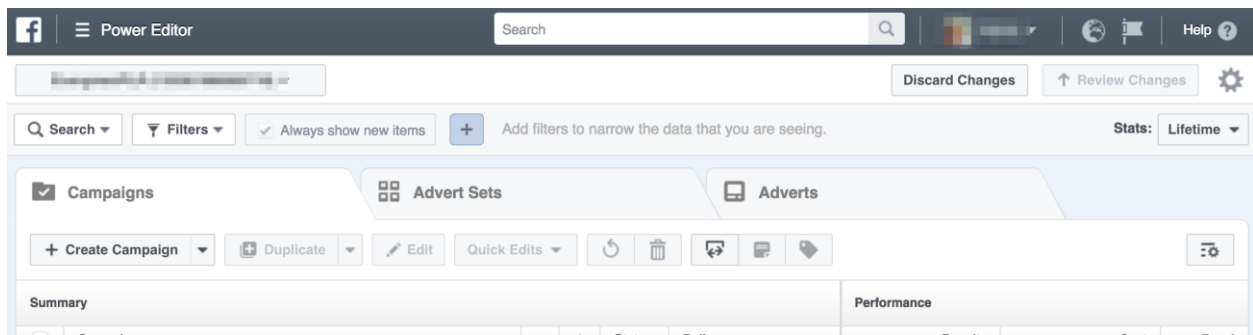 f Power Editor Search Help ?
Discard Changes Review Changes
Search Filters Always show new items + Add filters to narrow the data that you are seeing. Stats: Lifetime
Campaigns Advert Sets Adverts
+ Create Campaign Duplicate Edit Quick Edits
Summary Performance